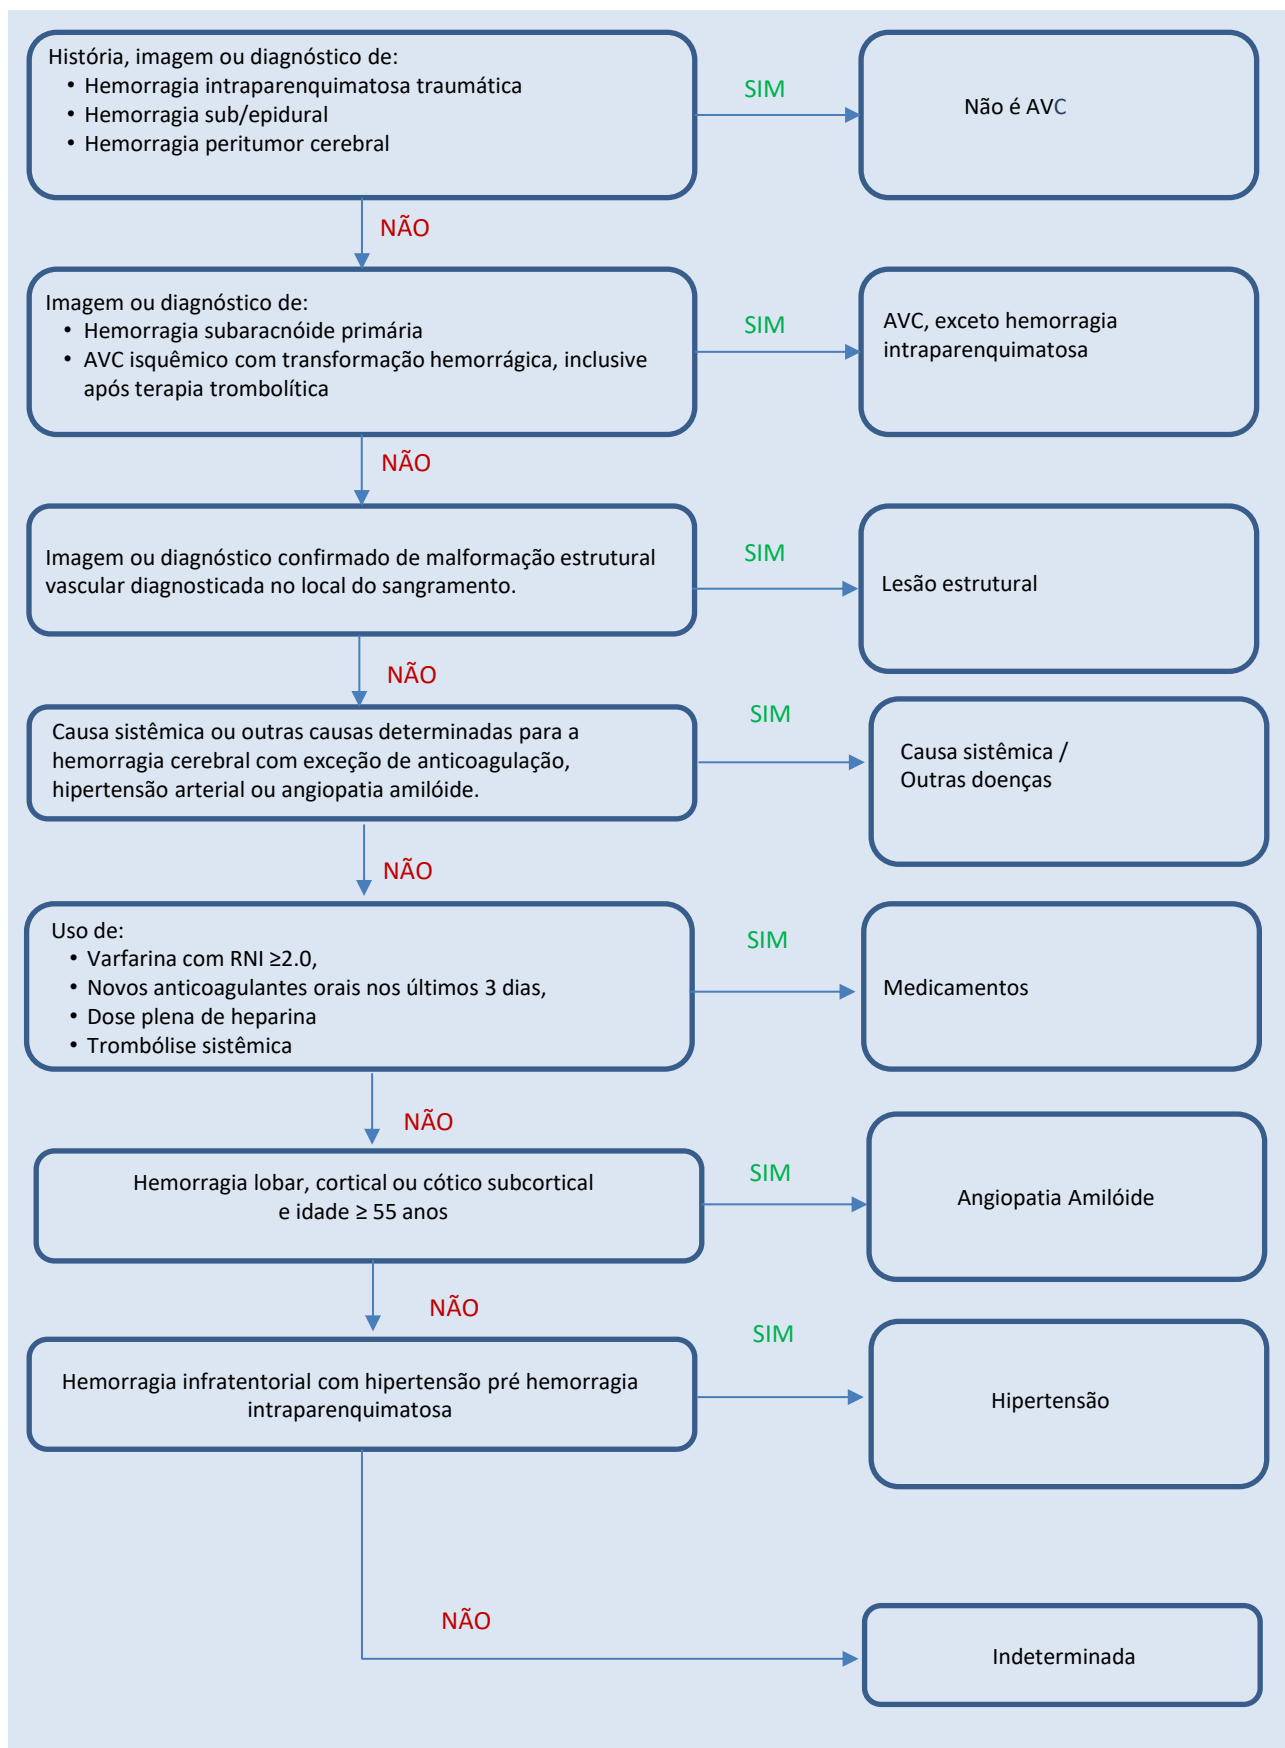 História, imagem ou diagnóstico de:
• Hemorragia intraparenquimatosa traumática
• Hemorragia sub/epidural
• Hemorragia peritumor cerebral
SIM
Não é AVC
NÃO
Imagem ou diagnóstico de:
• Hemorragia subaracnóide primária
• AVC isquêmico com transformação hemorrágica, inclusive
após terapia trombolítica
SIM
AVC, exceto hemorragia
intraparenquimatosa
NÃO
Imagem ou diagnóstico confirmado de malformação estrutural
vascular diagnosticada no local do sangramento.
SIM
Lesão estrutural
NÃO
Causa sistêmica ou outras causas determinadas para a
hemorragia cerebral com exceção de anticoagulação,
hipertensão arterial ou angiopatia amilóide.
SIM
Causa sistêmica /
Outras doenças
NÃO
Uso de:
• Varfarina com RNI ≥2.0,
• Novos anticoagulantes orais nos últimos 3 dias,
• Dose plena de heparina
• Trombólise sistêmica
SIM
Medicamentos
NÃO
Hemorragia lobar, cortical ou cótico subcortical
e idade ≥ 55 anos
SIM
Angiopatia Amilóide
NÃO
Hemorragia infratentorial com hipertensão pré hemorragia
intraparenquimatosa
SIM
Hipertensão
NÃO
Indeterminada